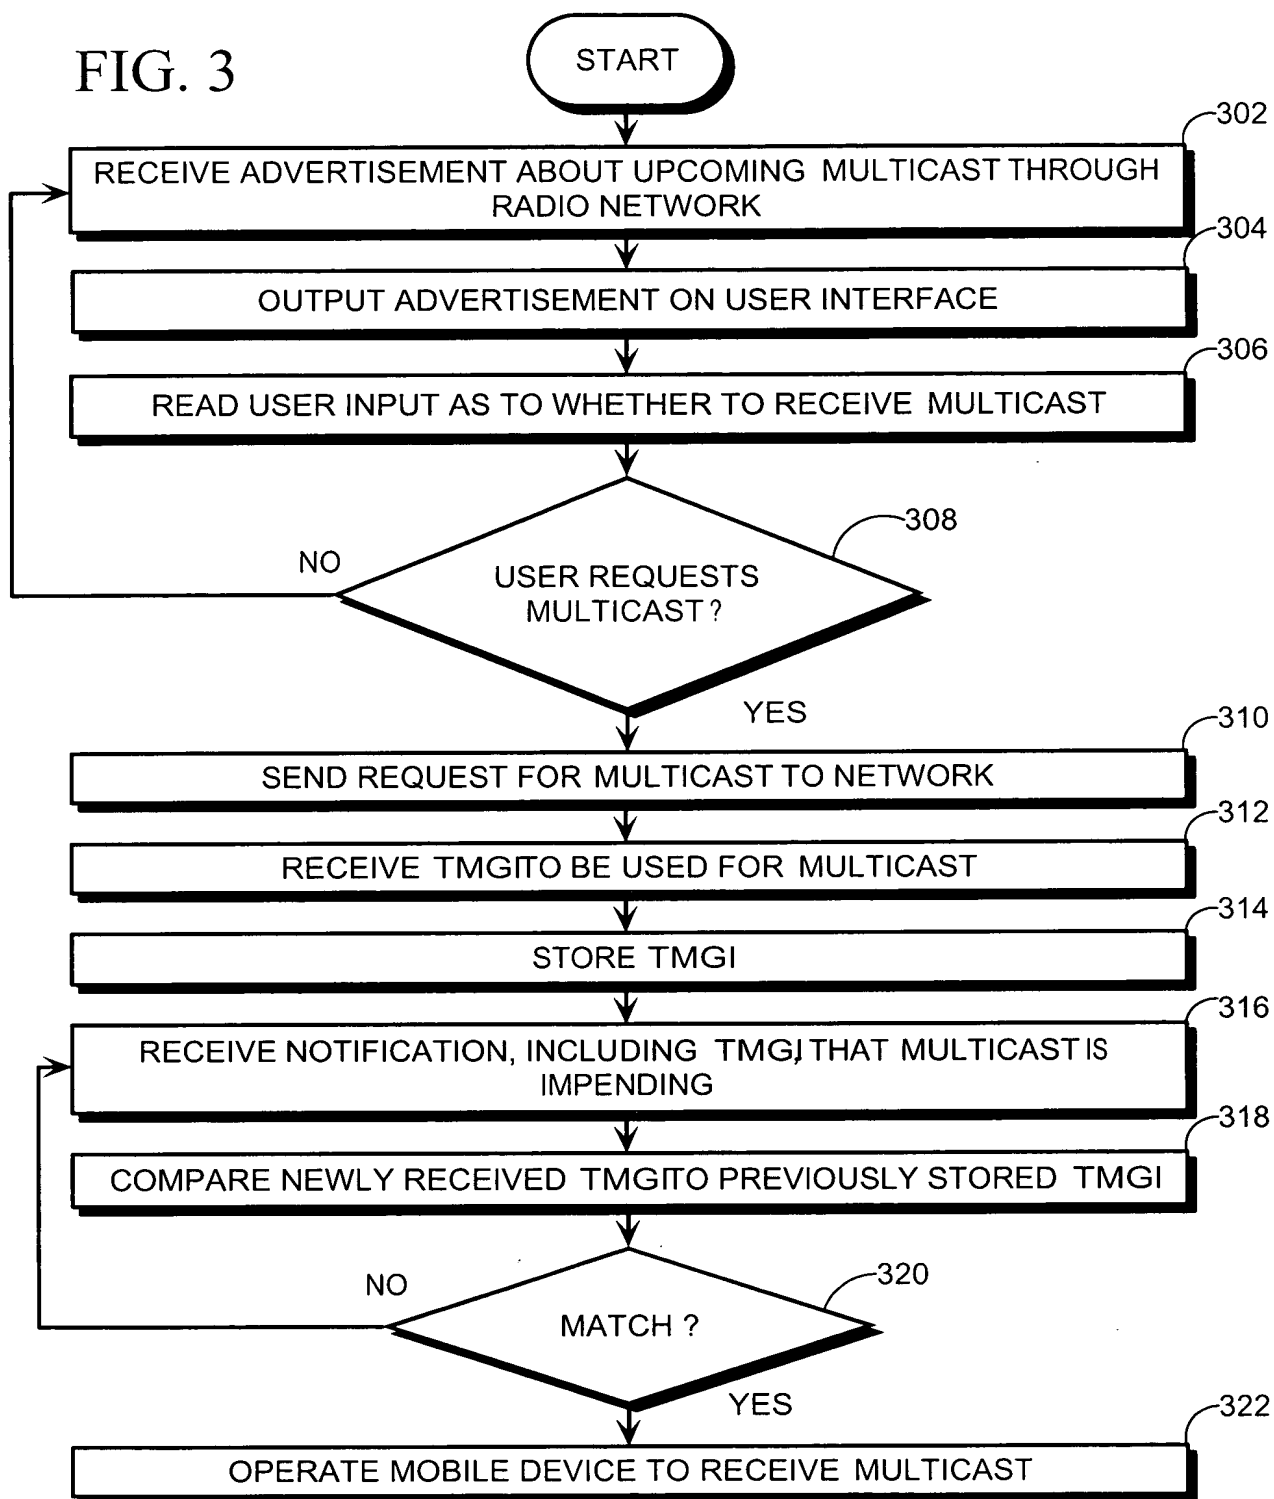 FIG. 3
START
302
RECEIVE ADVERTISEMENT ABOUT UPCOMING MULTICAST THROUGH
RADIO NETWORK
304
OUTPUT ADVERTISEMENT ON USER INTERFACE
306
READ USER INPUT AS TO WHETHER TO RECEIVE MULTICAST
308
NO
USER REQUESTS
MULTICAST ?
YES
310
SEND REQUEST FOR MULTICAST TO NETWORK
312
RECEIVE TMGITO BE USED FOR MULTICAST
314
STORE TMGI
316
RECEIVE NOTIFICATION, INCLUDING TMGI, THAT MULTICAST IS
IMPENDING
318
COMPARE NEWLY RECEIVED TMGITO PREVIOUSLY STORED TMGI
320
NO
MATCH ?
YES
322
OPERATE MOBILE DEVICE TO RECEIVE MULTICAST